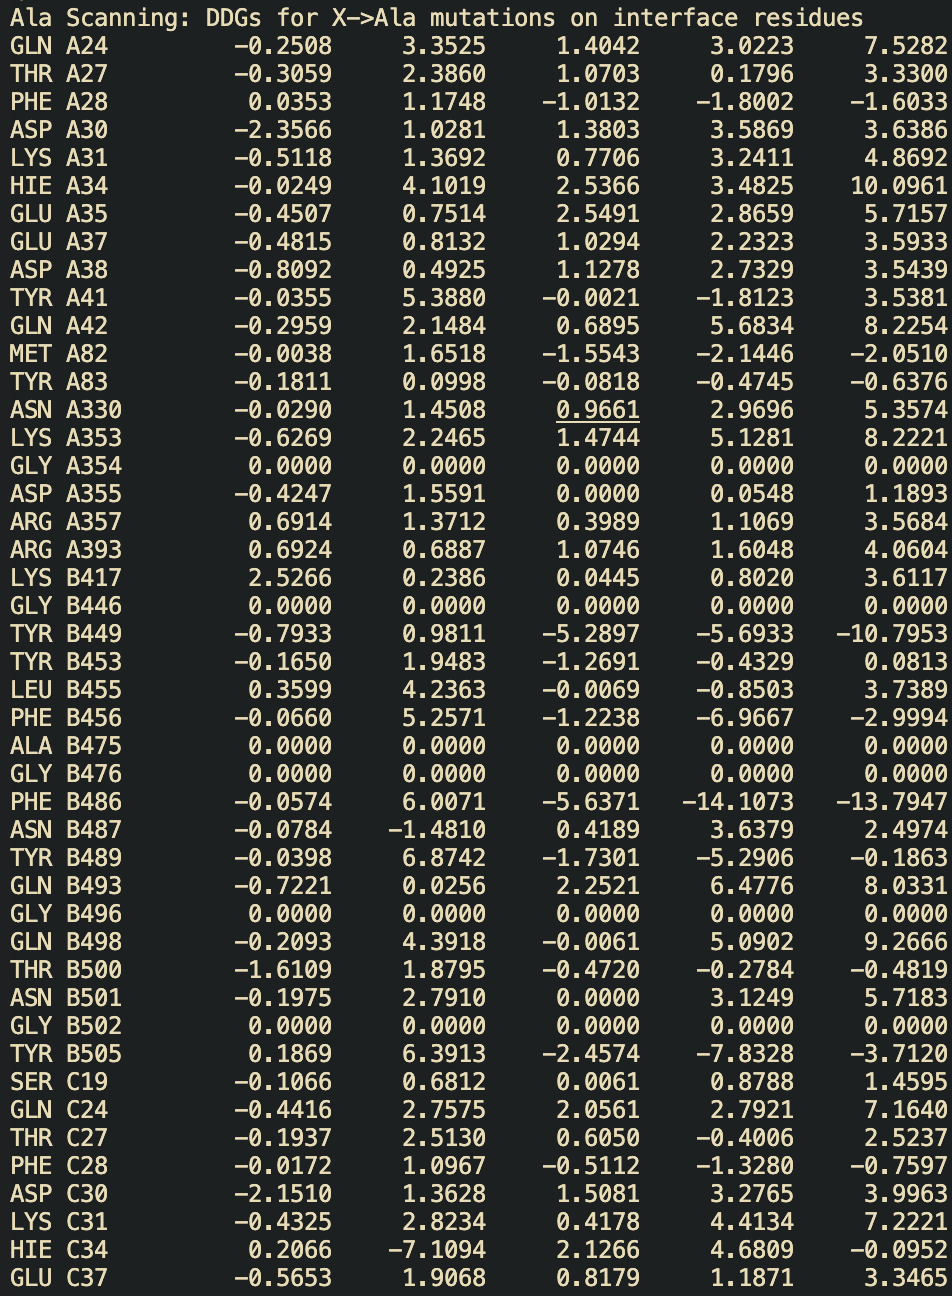 Ala Scanning: DDGs for X->Ala mutations on interface residues
GLN A24 -0.2508 3.3525 1.4042 3.0223 7.5282
THR A27 -0.3059 2.3860 1.0703 0.1796 3.3300
PHE A28 0.0353 1.1748 -1.0132 -1.8002 -1.6033
ASP A30 -2.3566 1.0281 1.3803 3.5869 3.6386
LYS A31 -0.5118 1.3692 0.7706 3.2411 4.8692
HIE A34 -0.0249 4.1019 2.5366 3.4825 10.0961
GLU A35 -0.4507 0.7514 2.5491 2.8659 5.7157
GLU A37 -0.4815 0.8132 1.0294 2.2323 3.5933
ASP A38 -0.8092 0.4925 1.1278 2.7329 3.5439
TYR A41 -0.0355 5.3880 -0.0021 -1.8123 3.5381
GLN A42 -0.2959 2.1484 0.6895 5.6834 8.2254
MET A82 -0.0038 1.6518 -1.5543 -2.1446 -2.0510
TYR A83 -0.1811 0.0998 -0.0818 -0.4745 -0.6376
ASN A330 -0.0290 1.4508 0.9661 2.9696 5.3574
LYS A353 -0.6269 2.2465 1.4744 5.1281 8.2221
GLY A354 0.0000 0.0000 0.0000 0.0000 0.0000
ASP A355 -0.4247 1.5591 0.0000 0.0548 1.1893
ARG A357 0.6914 1.3712 0.3989 1.1069 3.5684
ARG A393 0.6924 0.6887 1.0746 1.6048 4.0604
LYS B417 2.5266 0.2386 0.0445 0.8020 3.6117
GLY B446 0.0000 0.0000 0.0000 0.0000 0.0000
TYR B449 -0.7933 0.9811 -5.2897 -5.6933 -10.7953
TYR B453 -0.1650 1.9483 -1.2691 -0.4329 0.0813
LEU B455 0.3599 4.2363 -0.0069 -0.8503 3.7389
PHE B456 -0.0660 5.2571 -1.2238 -6.9667 -2.9994
ALA B475 0.0000 0.0000 0.0000 0.0000 0.0000
GLY B476 0.0000 0.0000 0.0000 0.0000 0.0000
PHE B486 -0.0574 6.0071 -5.6371 -14.1073 -13.7947
ASN B487 -0.0784 -1.4810 0.4189 3.6379 2.4974
TYR B489 -0.0398 6.8742 -1.7301 -5.2906 -0.1863
GLN B493 -0.7221 0.0256 2.2521 6.4776 8.0331
GLY B496 0.0000 0.0000 0.0000 0.0000 0.0000
GLN B498 -0.2093 4.3918 -0.0061 5.0902 9.2666
THR B500 -1.6109 1.8795 -0.4720 -0.2784 -0.4819
ASN B501 -0.1975 2.7910 0.0000 3.1249 5.7183
GLY B502 0.0000 0.0000 0.0000 0.0000 0.0000
TYR B505 0.1869 6.3913 -2.4574 -7.8328 -3.7120
SER C19 -0.1066 0.6812 0.0061 0.8788 1.4595
GLN C24 -0.4416 2.7575 2.0561 2.7921 7.1640
THR C27 -0.1937 2.5130 0.6050 -0.4006 2.5237
PHE C28 -0.0172 1.0967 -0.5112 -1.3280 -0.7597
ASP C30 -2.1510 1.3628 1.5081 3.2765 3.9963
LYS C31 -0.4325 2.8234 0.4178 4.4134 7.2221
HIE C34 0.2066 -7.1094 2.1266 4.6809 -0.0952
GLU C37 -0.5653 1.9068 0.8179 1.1871 3.3465